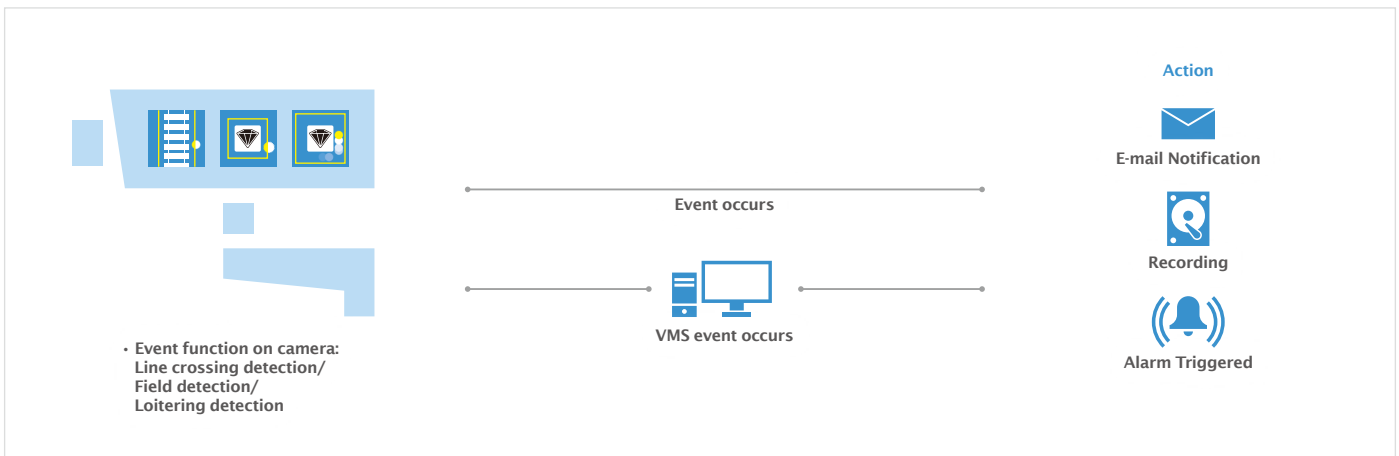 • Event function on camera:
Line crossing detection/
Field detection/
Loitering detection
Event occurs
VMS event occurs
Action
E-mail Notification
Recording
Alarm Triggered